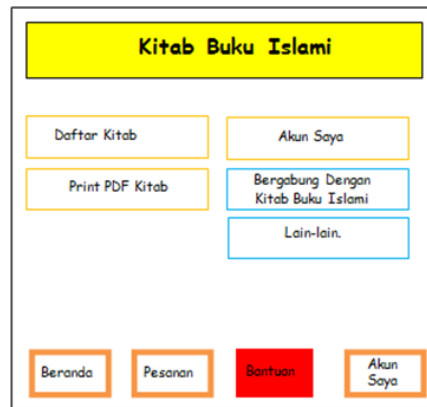 Kitab Buku Islami
Daftar Kitab
Akun Saya
Print PDF Kitab
Bergabung Dengan
Kitab Buku Islami
Lain-lain.
Beranda
Pesanan
Bantuan
Akun
Saya